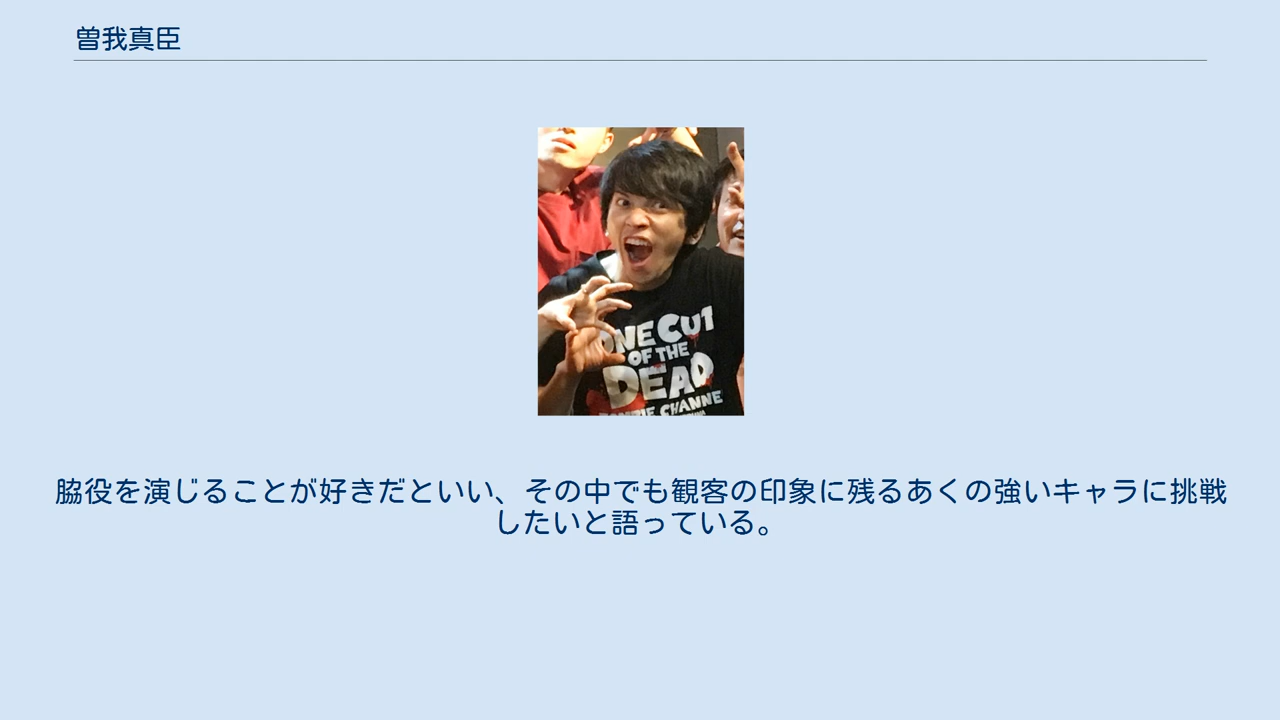 曽我真臣
ONE CUT
OF THE
DEAD
ZOMBIE CHANNE
脇役を演じることが好きだといい、その中でも観客の印象に残るあくの強いキャラに挑戦
したいと語っている。